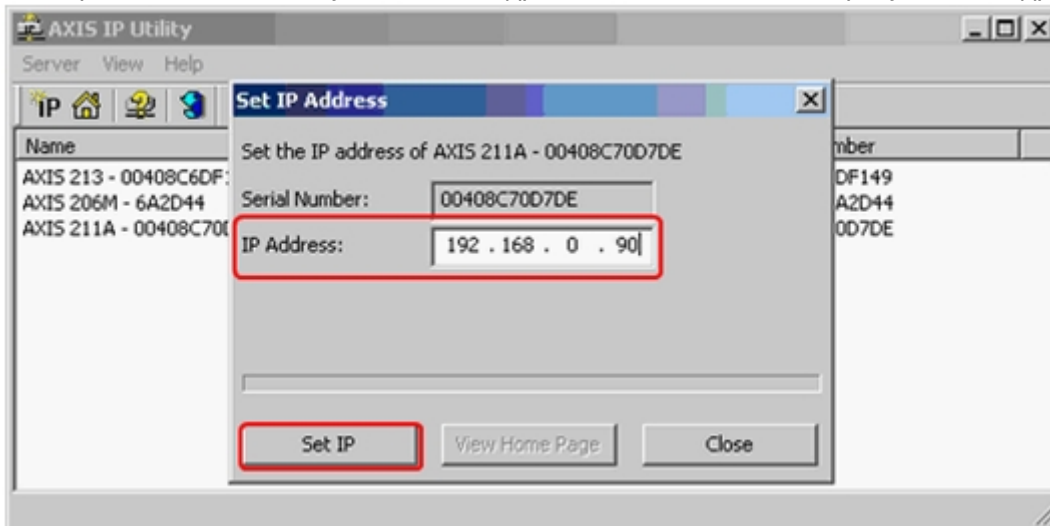 AXIS IP Utility
Server View Help
IP
Set IP Address
Name
mber
Set the IP address of AXIS 211A - 00408C70D7DE
AXIS 213 - 00408C6DF
DF149
Serial Number: 00408C70D7DE
AXIS 206M - 6A2D44
A2D44
AXIS 211A - 00408C70
0D7DE
IP Address: 192 . 168 . 0 . 90
Set IP
View Home Page
Close